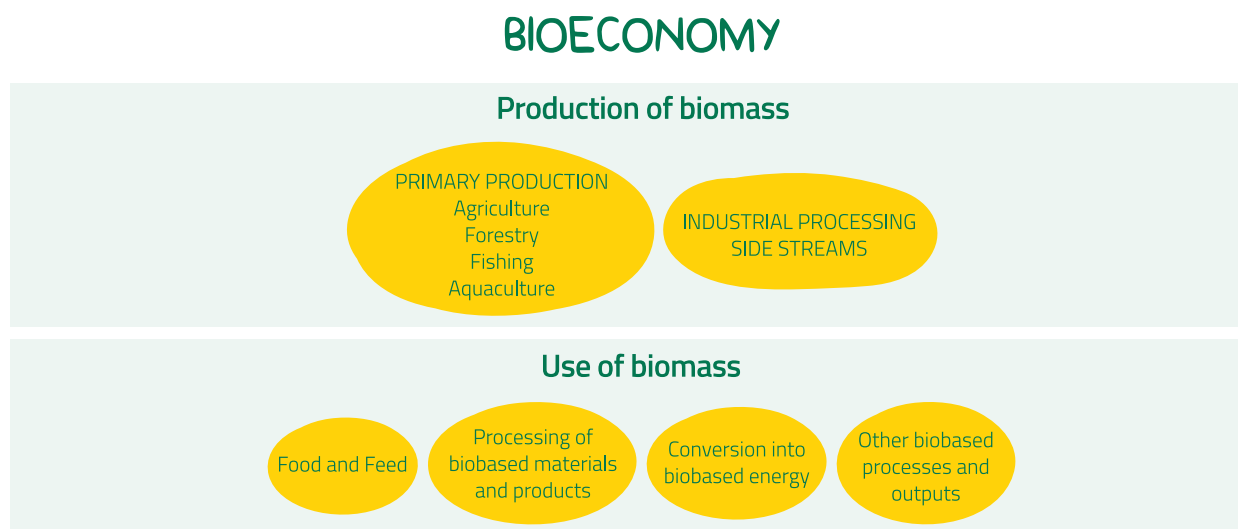 BIOECONOMY
Production of biomass
PRIMARY PRODUCTION
Agriculture
Forestry
Fishing
Aquaculture
INDUSTRIAL PROCESSING
SIDE STREAMS
Use of biomass
Food and Feed
Processing of
biobased materials
and products
Conversion into
biobased energy
Other biobased
processes and
outputs